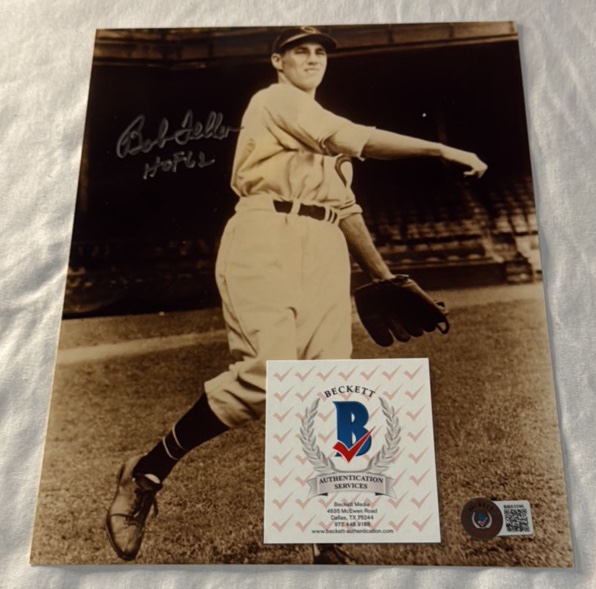 Bob Feller
HOF 62
BECKETT
B
AUTHENTICATION
SERVICES
Beckett Media
4635 McEwen Road
Dallas, TX 75244
972.448.9188
www.beckett-authentication.com